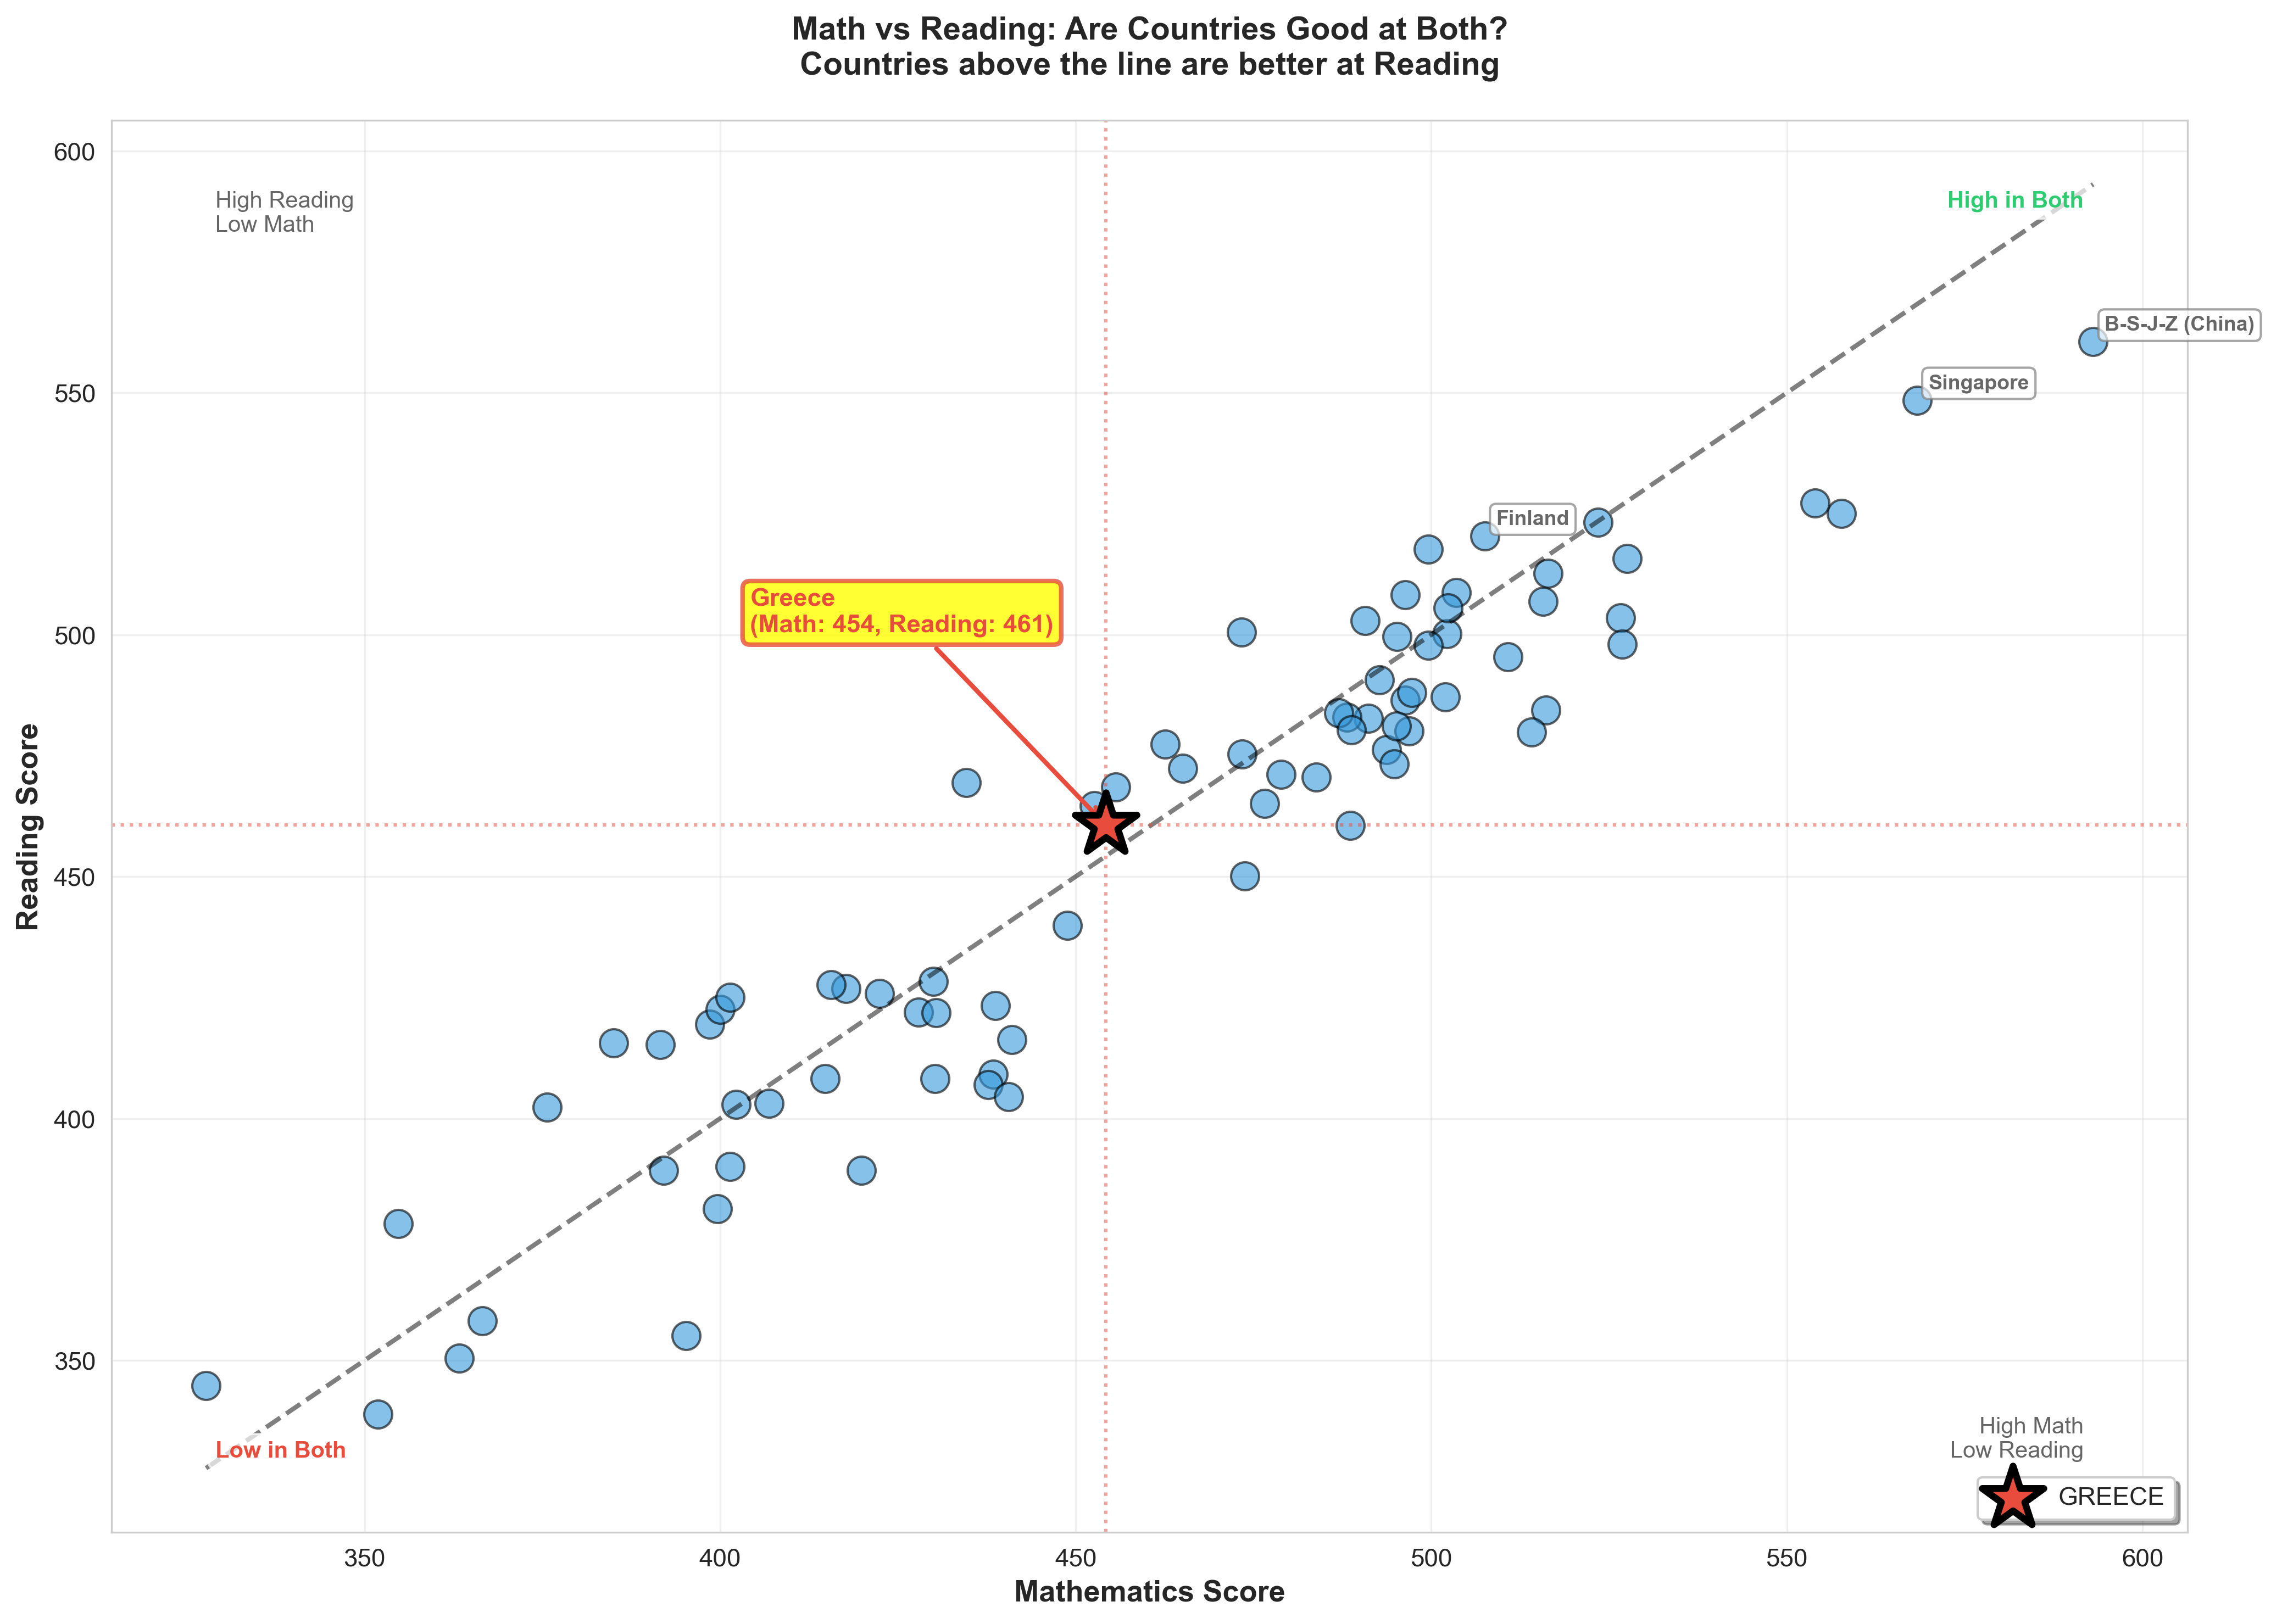 Math vs Reading: Are Countries Good at Both?
Countries above the line are better at Reading
600
550
500
450
400
350
Reading Score
High Reading
Low Math
High in Both
B-S-J-Z (China)
Singapore
Finland
Greece
(Math: 454, Reading: 461)
Low in Both
High Math
Low Reading
GREECE
350
400
450
500
550
600
Mathematics Score